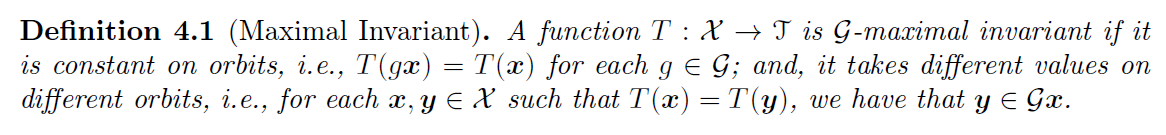 Definition 4.1 (Maximal Invariant). A function T : 𝒳 → 𝒯 is 𝒢-maximal invariant if it
is constant on orbits, i.e., T(g𝒙) = T(𝒙) for each g ∈ 𝒢; and, it takes different values on
different orbits, i.e., for each 𝒙, 𝒚 ∈ 𝒳 such that T(𝒙) = T(𝒚), we have that 𝒚 ∈ 𝒢𝒙.